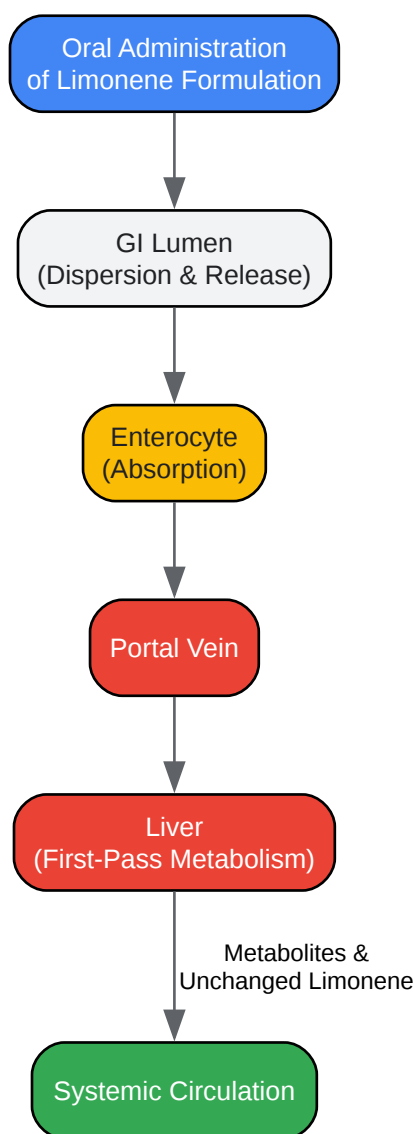 Oral Administration
of Limonene Formulation
GI Lumen
(Dispersion & Release)
Enterocyte
(Absorption)
Portal Vein
Liver
(First-Pass Metabolism)
Metabolites &
Unchanged Limonene
Systemic Circulation